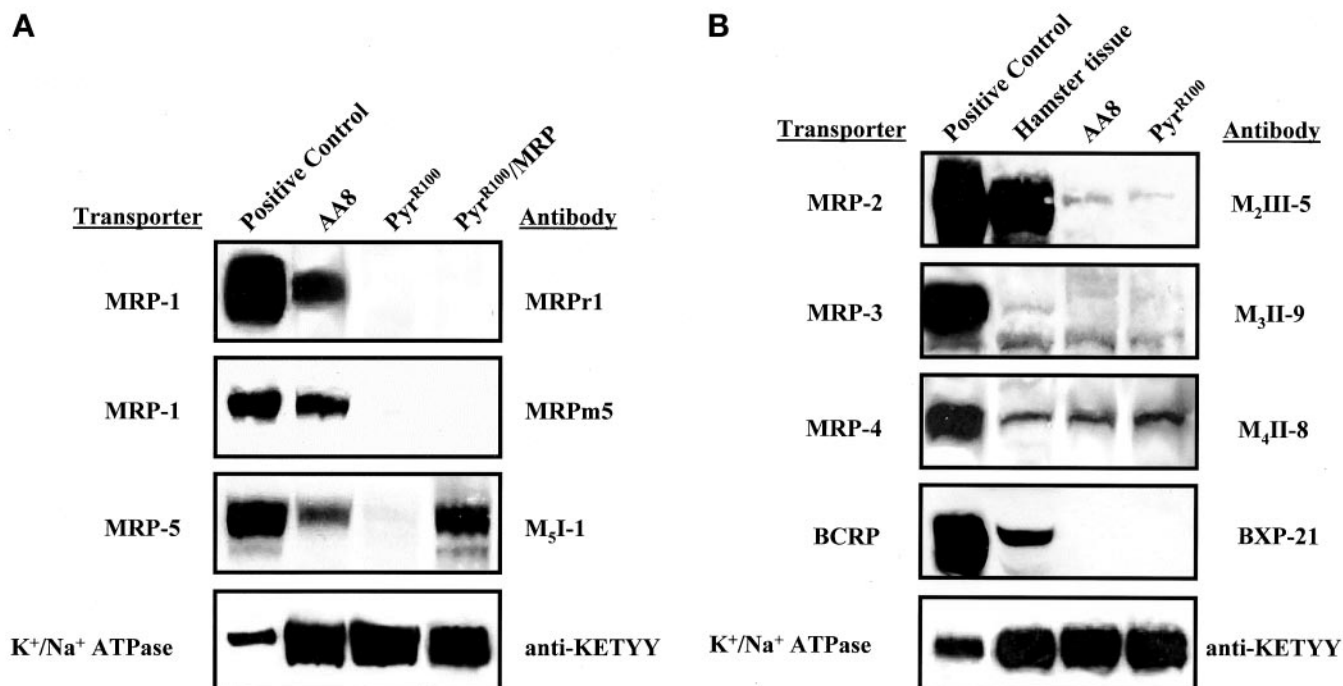 A
Positive Control
AA8
Pyr^R100
Pyr^R100/MRP
Transporter
Antibody
MRP-1
MRPr1
MRP-1
MRPm5
MRP-5
M₅I-1
K⁺/Na⁺ ATPase
anti-KETYY
B
Positive Control
Hamster tissue
AA8
Pyr^R100
Transporter
Antibody
MRP-2
M₂III-5
MRP-3
M₃II-9
MRP-4
M₄II-8
BCRP
BXP-21
K⁺/Na⁺ ATPase
anti-KETYY